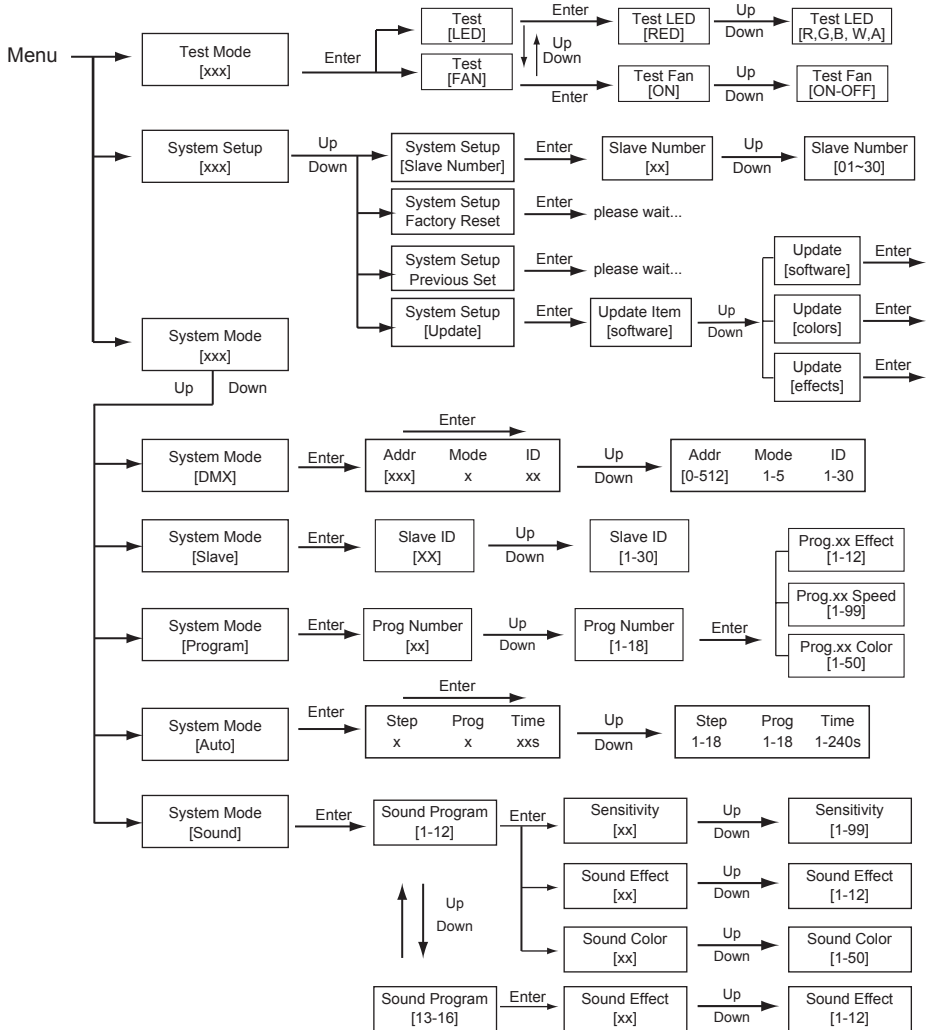 Menu
Test Mode
[xxx]
Enter
Test
[LED]
Test
[FAN]
Enter
Up
Down
Enter
Test LED
[RED]
Up
Down
Test LED
[R,G,B, W,A]
Test Fan
[ON]
Up
Down
Test Fan
[ON-OFF]
System Setup
[xxx]
Up
Down
System Setup
[Slave Number]
Enter
Slave Number
[xx]
Up
Down
Slave Number
[01~30]
System Setup
Factory Reset
Enter
please wait...
System Setup
Previous Set
Enter
please wait...
System Setup
[Update]
Enter
Update Item
[software]
Up
Down
Update
[software]
Enter
Update
[colors]
Enter
Update
[effects]
Enter
System Mode
[xxx]
Up Down
System Mode
[DMX]
Enter
Enter
Addr Mode ID
[xxx] x xx
Up
Down
Addr Mode ID
[0-512] 1-5 1-30
System Mode
[Slave]
Enter
Slave ID
[XX]
Up
Down
Slave ID
[1-30]
System Mode
[Program]
Enter
Prog Number
[xx]
Up
Down
Prog Number
[1-18]
Enter
Prog.xx Effect
[1-12]
Prog.xx Speed
[1-99]
Prog.xx Color
[1-50]
System Mode
[Auto]
Enter
Enter
Step Prog Time
x x xxs
Up
Down
Step Prog Time
1-18 1-18 1-240s
System Mode
[Sound]
Enter
Sound Program
[1-12]
Enter
Sensitivity
[xx]
Up
Down
Sensitivity
[1-99]
Sound Effect
[xx]
Up
Down
Sound Effect
[1-12]
Sound Color
[xx]
Up
Down
Sound Color
[1-50]
Up
Down
Sound Program
[13-16]
Enter
Sound Effect
[xx]
Up
Down
Sound Effect
[1-12]